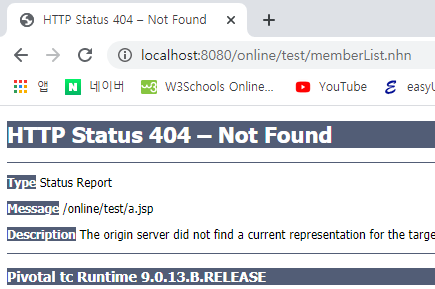 HTTP Status 404 – Not Found
localhost:8080/online/test/memberList.nhn
앱 네이버 W3Schools Online... YouTube easyU
HTTP Status 404 – Not Found
Type Status Report
Message /online/test/a.jsp
Description The origin server did not find a current representation for the targe
Pivotal tc Runtime 9.0.13.B.RELEASE